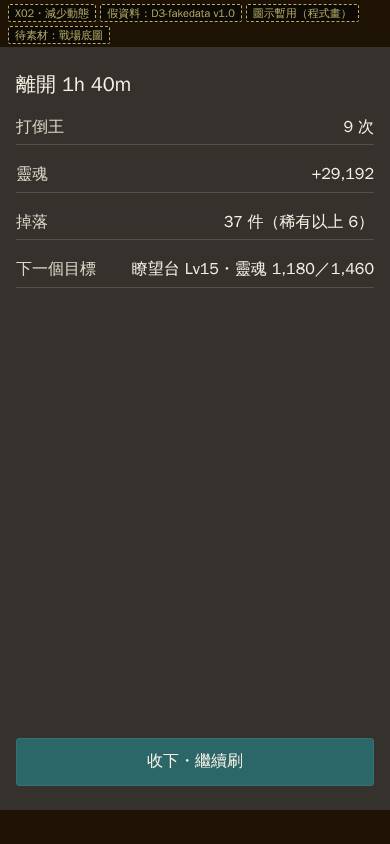 X02・減少動態 假資料：D3-fakedata v1.0 圖示暫用（程式畫）
待素材：戰場底圖
離開 1h 40m
打倒王 9 次
靈魂 +29,192
掉落 37 件（稀有以上 6）
下一個目標 瞭望台 Lv15・靈魂 1,180／1,460
收下・繼續刷